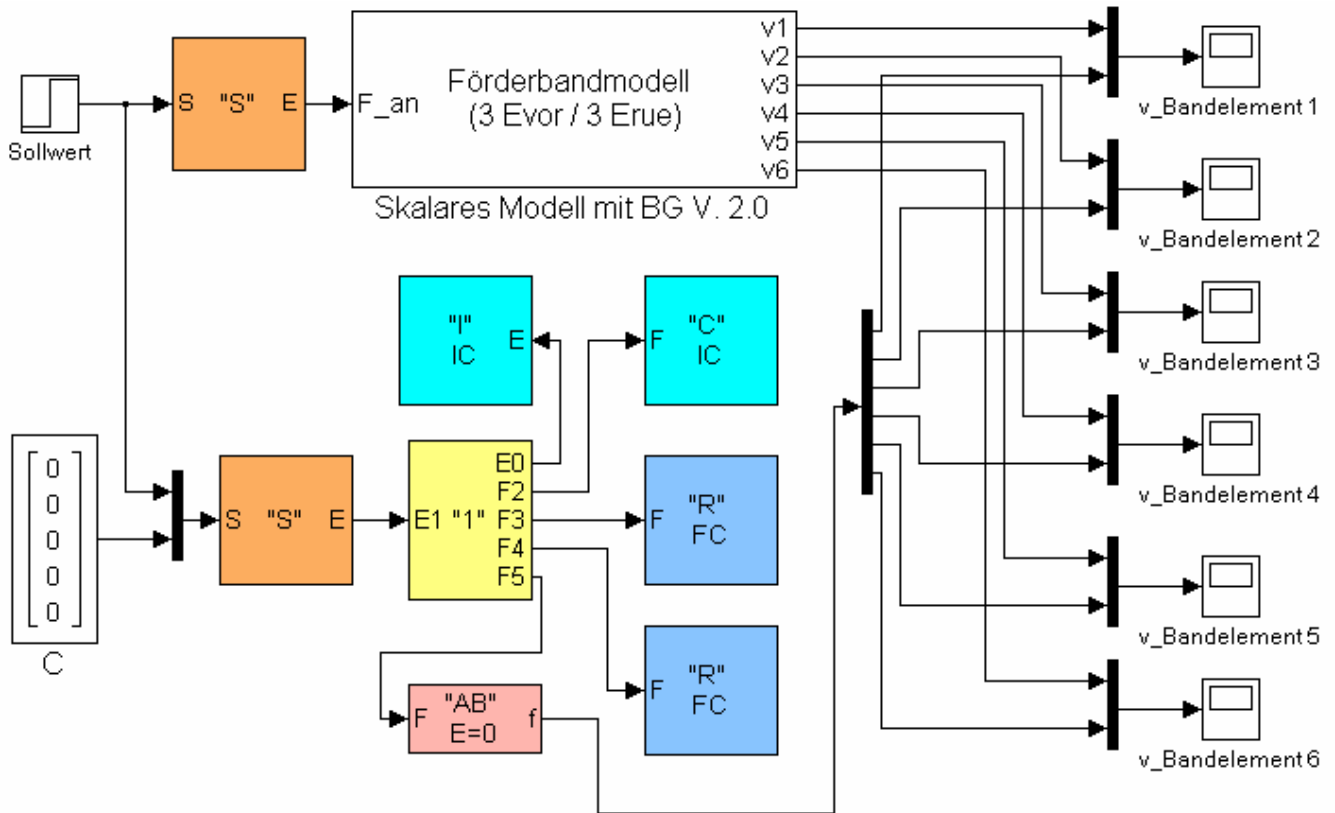 Sollwert
S "S" E
F_an
Förderbandmodell
(3 Evor / 3 Erue)
v1
v2
v3
v4
v5
v6
Skalares Modell mit BG V. 2.0
v_Bandelement 1
v_Bandelement 2
v_Bandelement 3
v_Bandelement 4
v_Bandelement 5
v_Bandelement 6
"I"
IC
E
F
"C"
IC
0
0
0
0
0
C
S "S" E
E1 "1"
E0
F2
F3
F4
F5
F
"R"
FC
F
"R"
FC
F
"AB"
E=0
f